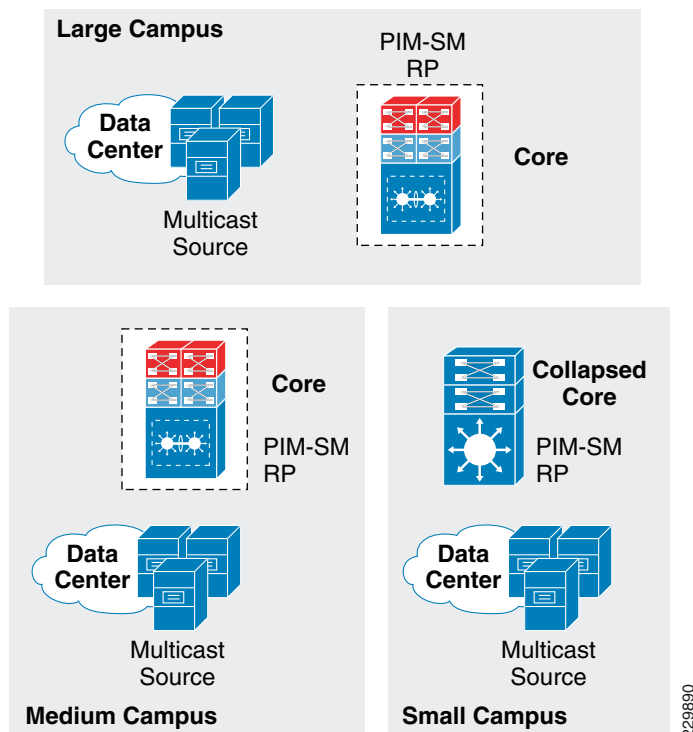 Large Campus
PIM-SM
RP
Data
Center
Core
Multicast
Source
Core
PIM-SM
RP
Data
Center
Multicast
Source
Medium Campus
Collapsed
Core
PIM-SM
RP
Data
Center
Multicast
Source
Small Campus
229890